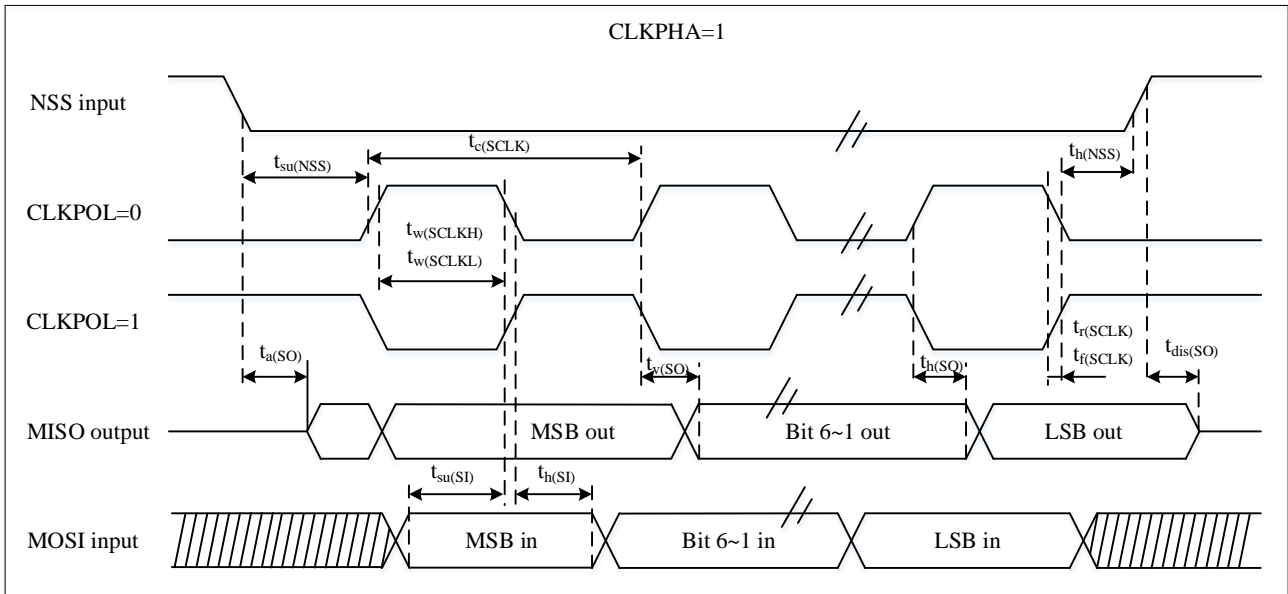 CLKPHA=1
NSS input
tc(SCLK)
tsu(NSS)
th(NSS)
CLKPOL=0
tw(SCLKH)
tw(SCLKL)
CLKPOL=1
tr(SCLK)
tf(SCLK)
ta(SO)
tv(SO)
th(SO)
tdis(SO)
MISO output
MSB out
Bit 6~1 out
LSB out
tsu(SI)
th(SI)
MOSI input
MSB in
Bit 6~1 in
LSB in